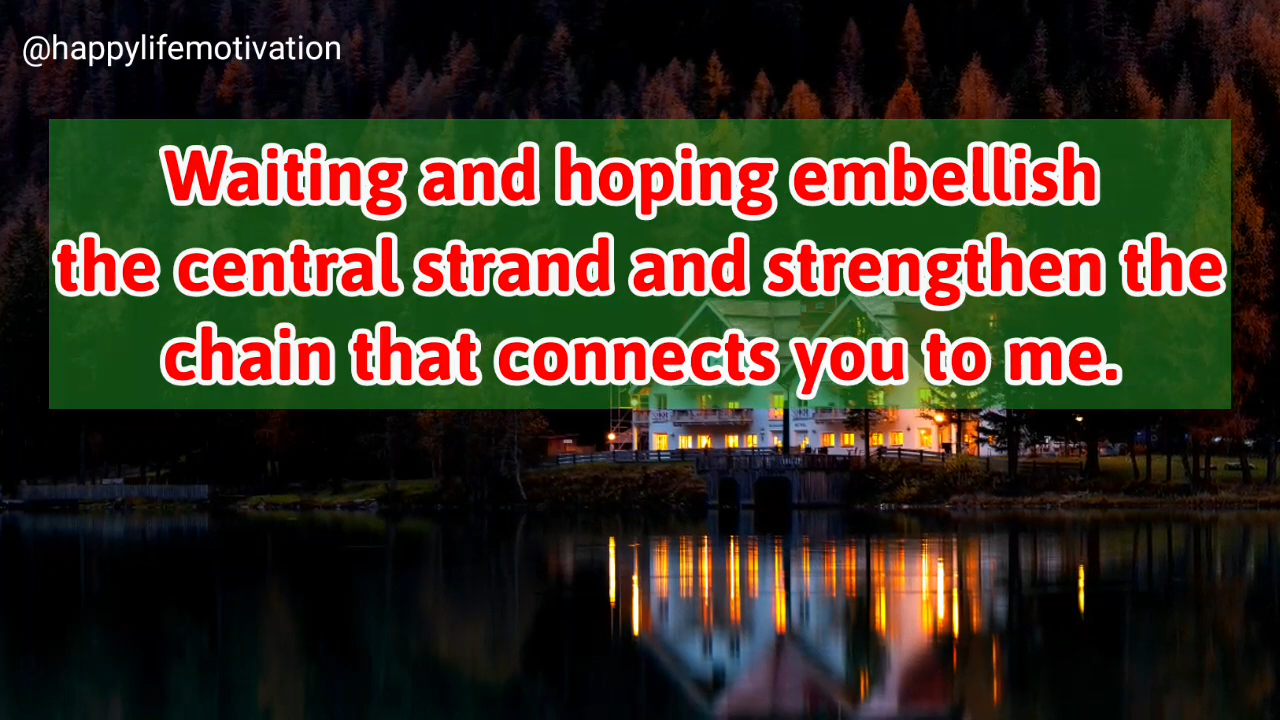 @happylifemotivation
Waiting and hoping embellish
the central strand and strengthen the
chain that connects you to me.